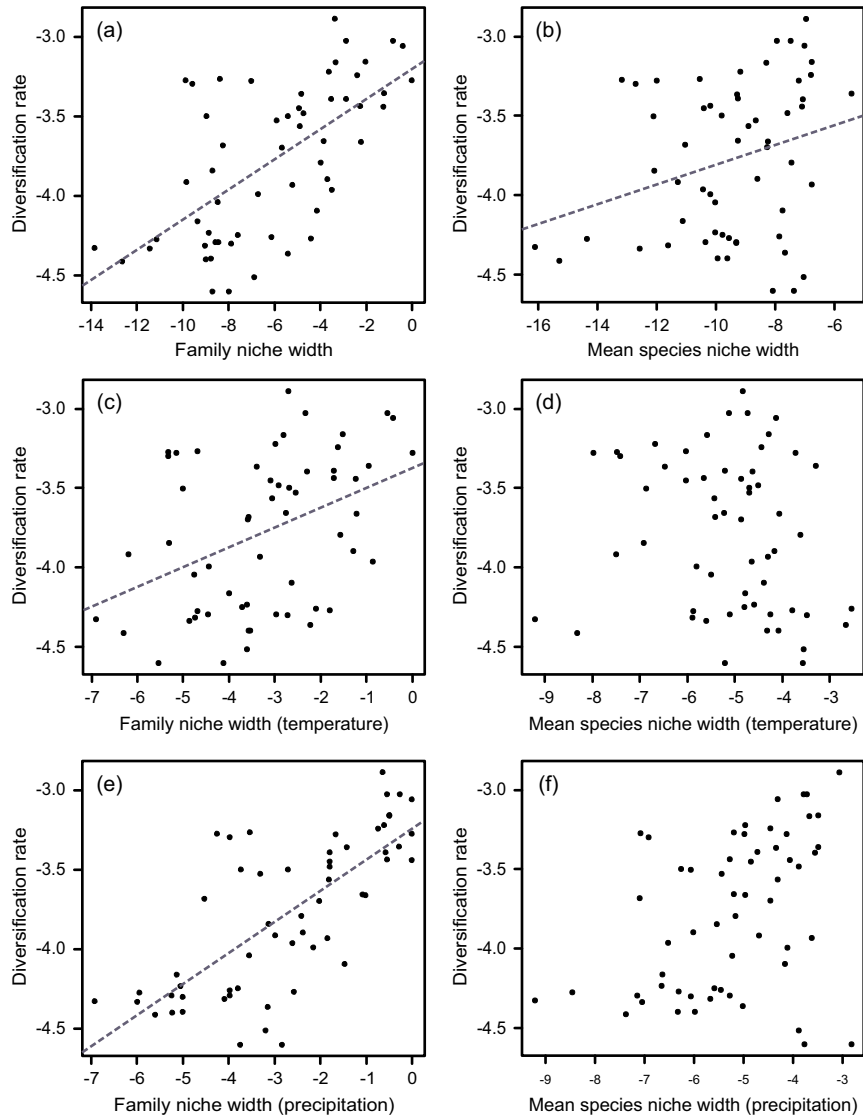 (a)
Diversification rate
-3.0
-3.5
-4.0
-4.5
-14 -12 -10 -8 -6 -4 -2 0
Family niche width
(b)
Diversification rate
-3.0
-3.5
-4.0
-4.5
-16 -14 -12 -10 -8 -6
Mean species niche width
(c)
Diversification rate
-3.0
-3.5
-4.0
-4.5
-7 -6 -5 -4 -3 -2 -1 0
Family niche width (temperature)
(d)
Diversification rate
-3.0
-3.5
-4.0
-4.5
-9 -8 -7 -6 -5 -4 -3
Mean species niche width (temperature)
(e)
Diversification rate
-3.0
-3.5
-4.0
-4.5
-7 -6 -5 -4 -3 -2 -1 0
Family niche width (precipitation)
(f)
Diversification rate
-3.0
-3.5
-4.0
-4.5
-9 -8 -7 -6 -5 -4 -3
Mean species niche width (precipitation)